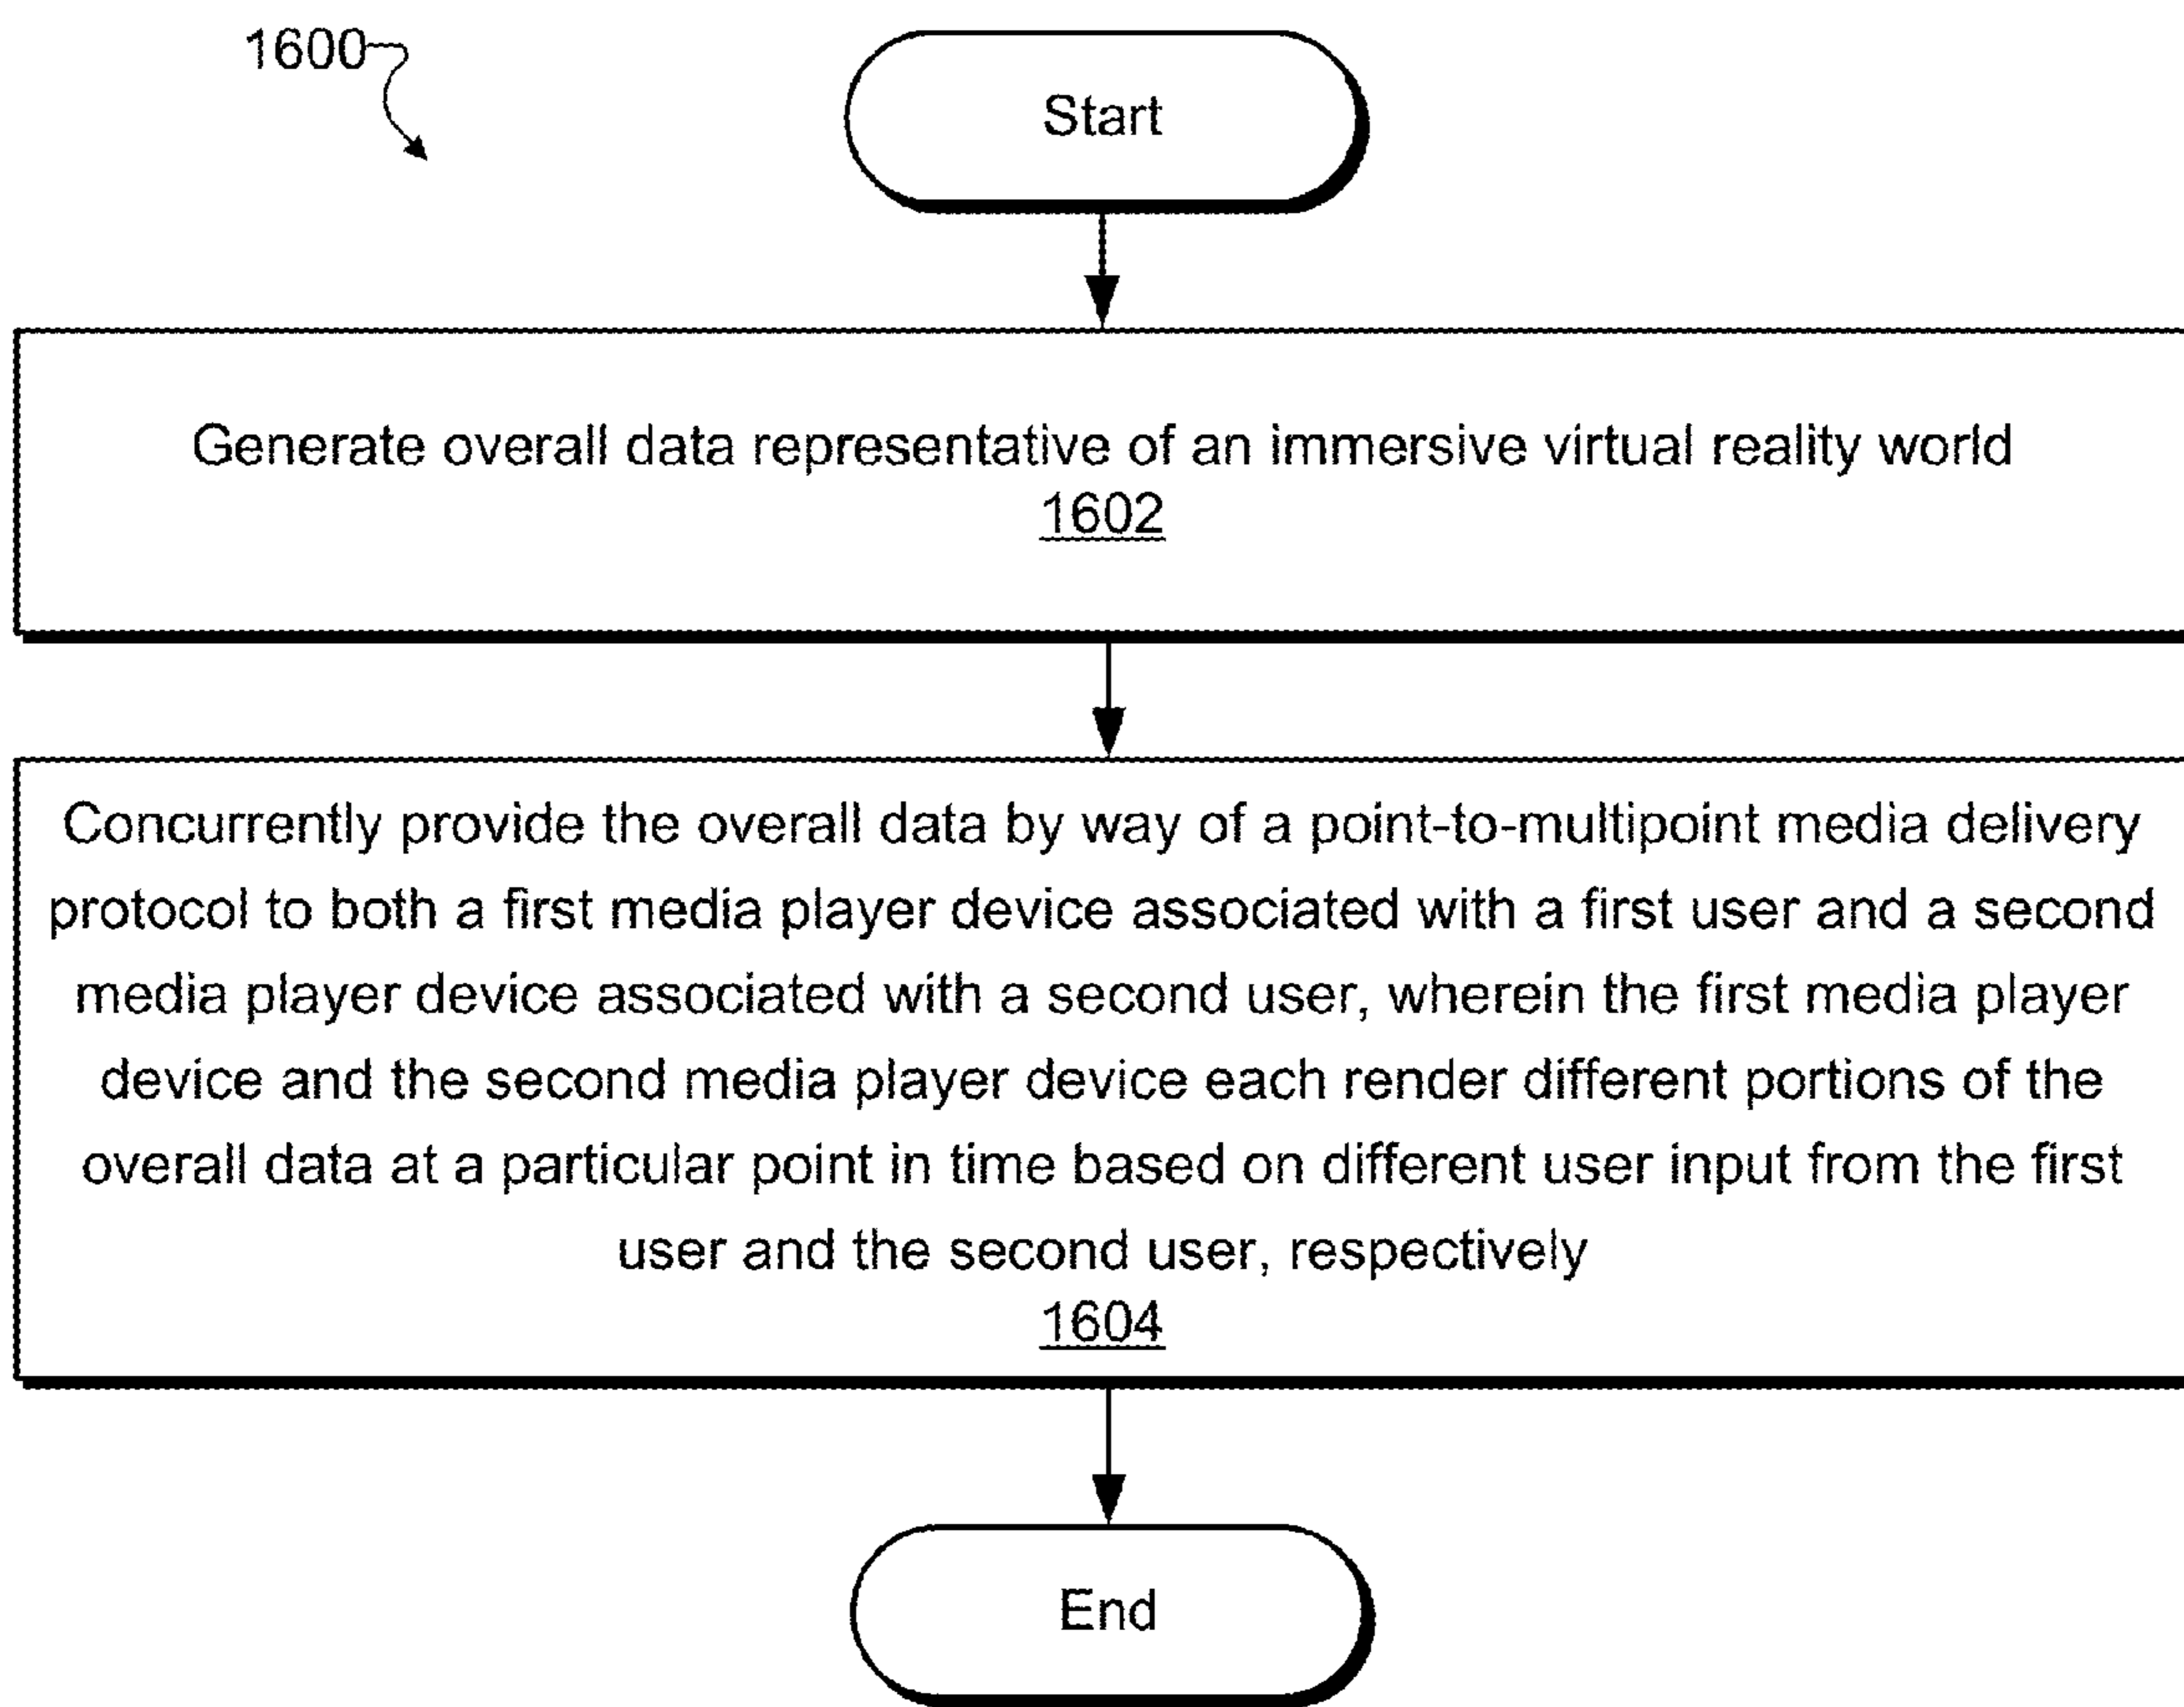 1600
Start
Generate overall data representative of an immersive virtual reality world
1602
Concurrently provide the overall data by way of a point-to-multipoint media delivery
protocol to both a first media player device associated with a first user and a second
media player device associated with a second user, wherein the first media player
device and the second media player device each render different portions of the
overall data at a particular point in time based on different user input from the first
user and the second user, respectively
1604
End